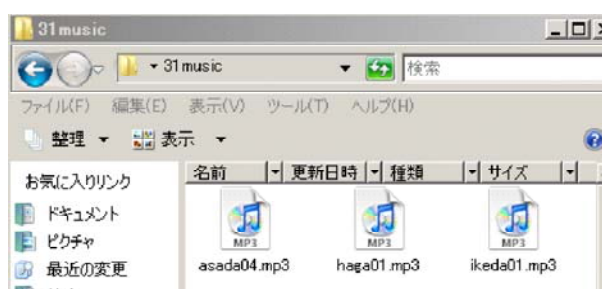 31music
31music 検索
ファイル(F) 編集(E) 表示(V) ツール(T) ヘルプ(H)
整理 表示
お気に入りリンク
名前 更新日時 種類 サイズ
ドキュメント
ピクチャ
最近の変更
MP3 MP3 MP3
asada04.mp3 haga01.mp3 ikeda01.mp3